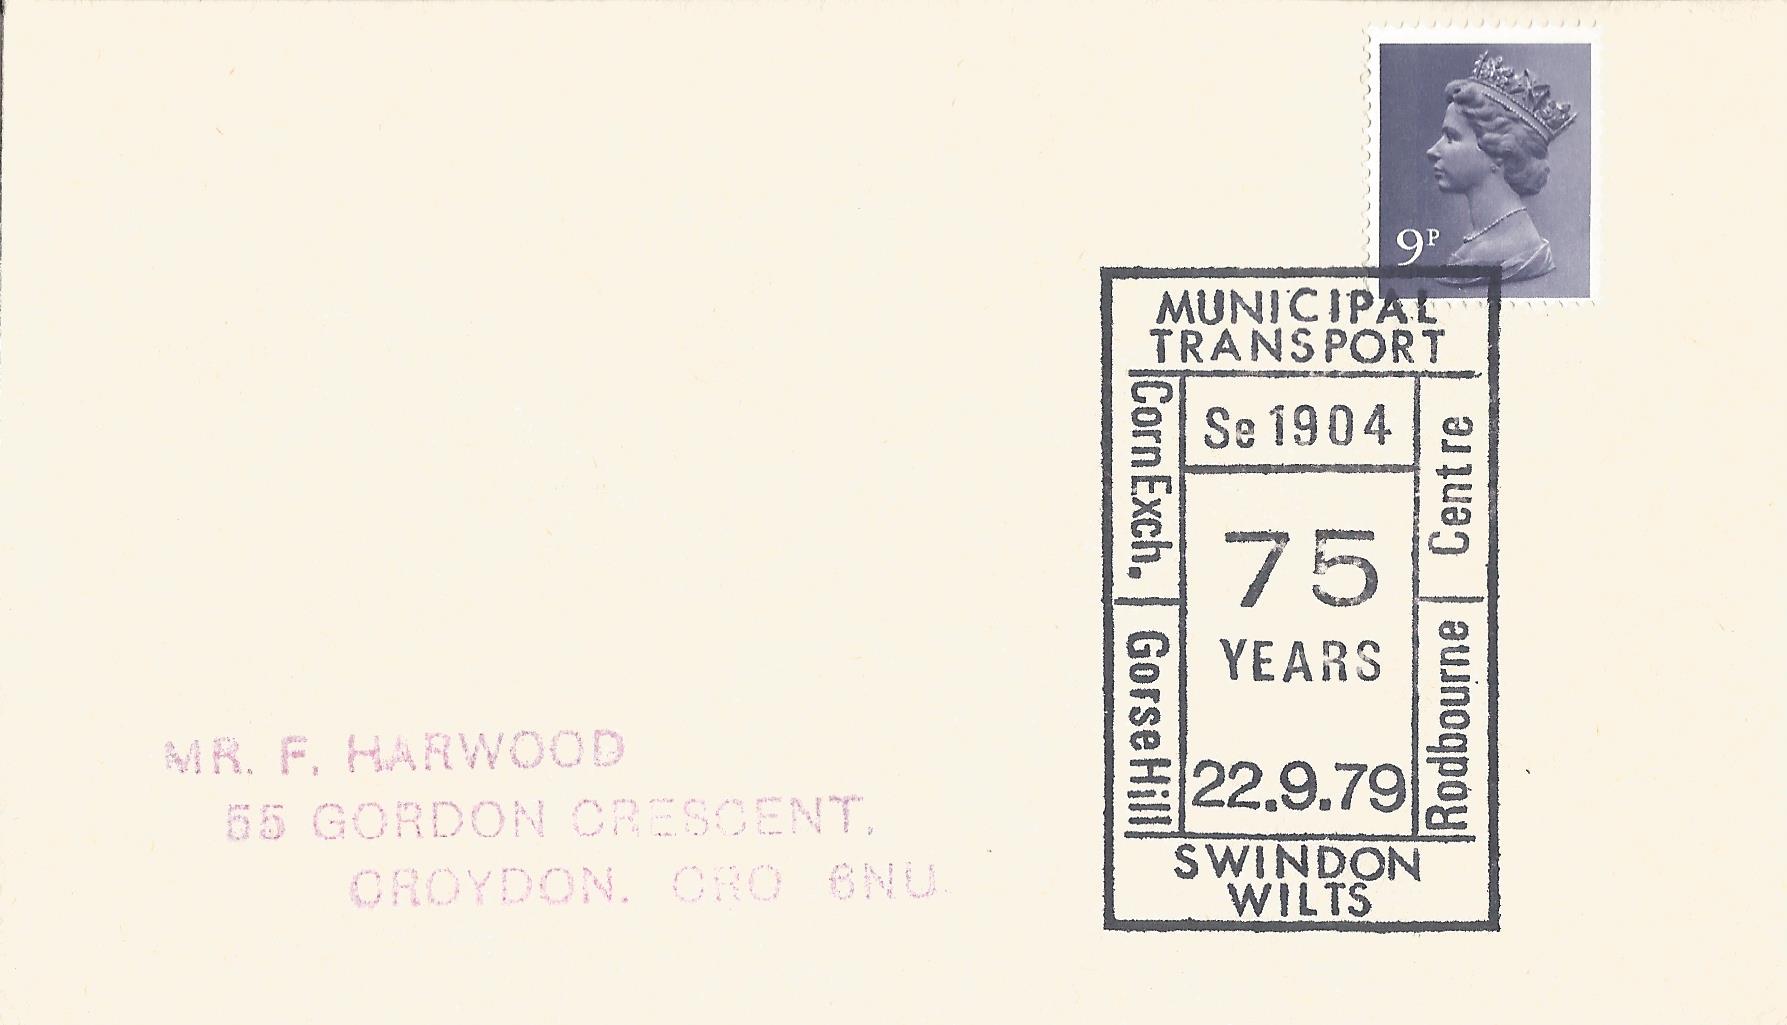 9P
MUNICIPAL
TRANSPORT
Corn Exch.
Se 1904
Centre
75
YEARS
Gorse Hill
Rodbourne
22.9.79
SWINDON
WILTS
MR. F. HARWOOD
55 GORDON CRESCENT,
CROYDON. CRO 6NU